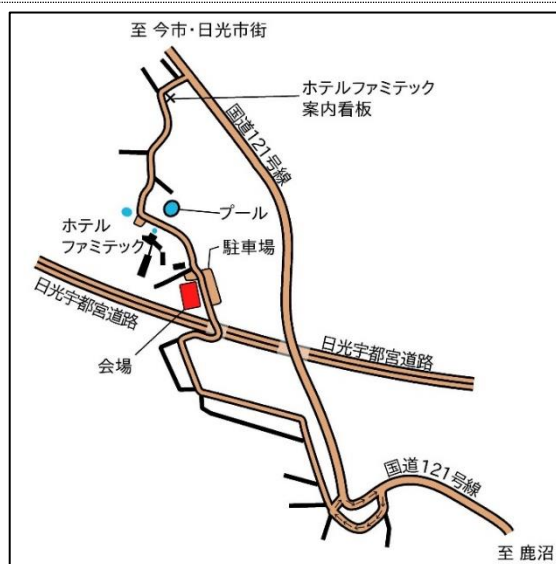 至 今市・日光市街
ホテルファミテック
案内看板
国道121号線
プール
ホテル
ファミテック
駐車場
日光宇都宮道路
会場
日光宇都宮道路
国道121号線
至 鹿沼